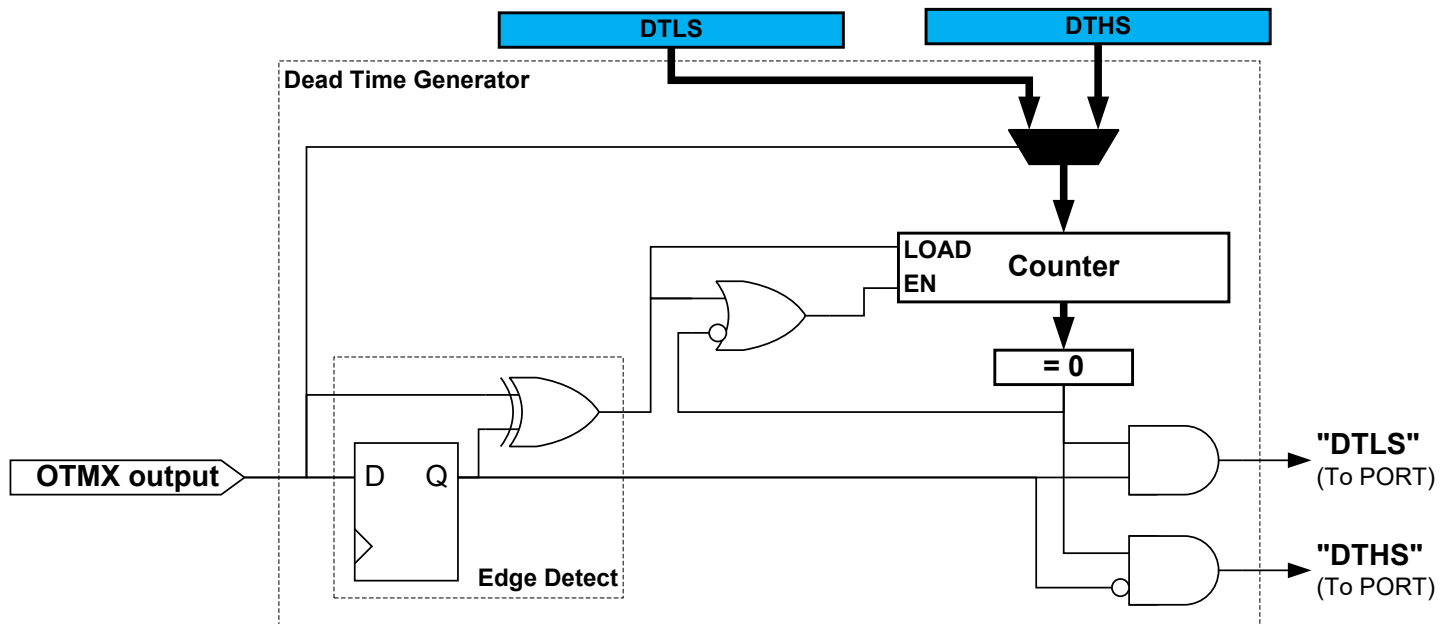 DTLS
DTHS
Dead Time Generator
LOAD
EN
Counter
= 0
OTMX output
D
Q
Edge Detect
"DTLS"
(To PORT)
"DTHS"
(To PORT)